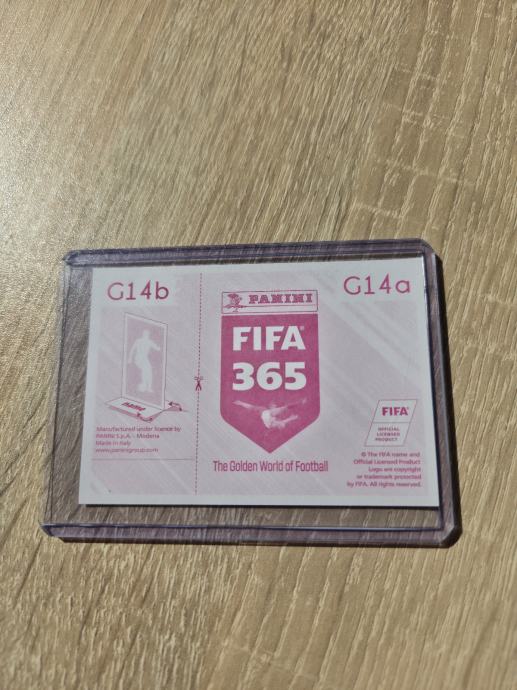 G14b
G14a
PANINI
FIFA
365
name
Manufactured under licence by
PANINI S.p.A. - Modena
Made in Italy
www.paninigroup.com
The Golden World of Football
FIFA®
OFFICIAL
LICENSED
PRODUCT
© The FIFA name and
Official Licensed Product
Logo are copyright
or trademark protected
by FIFA. All rights reserved.